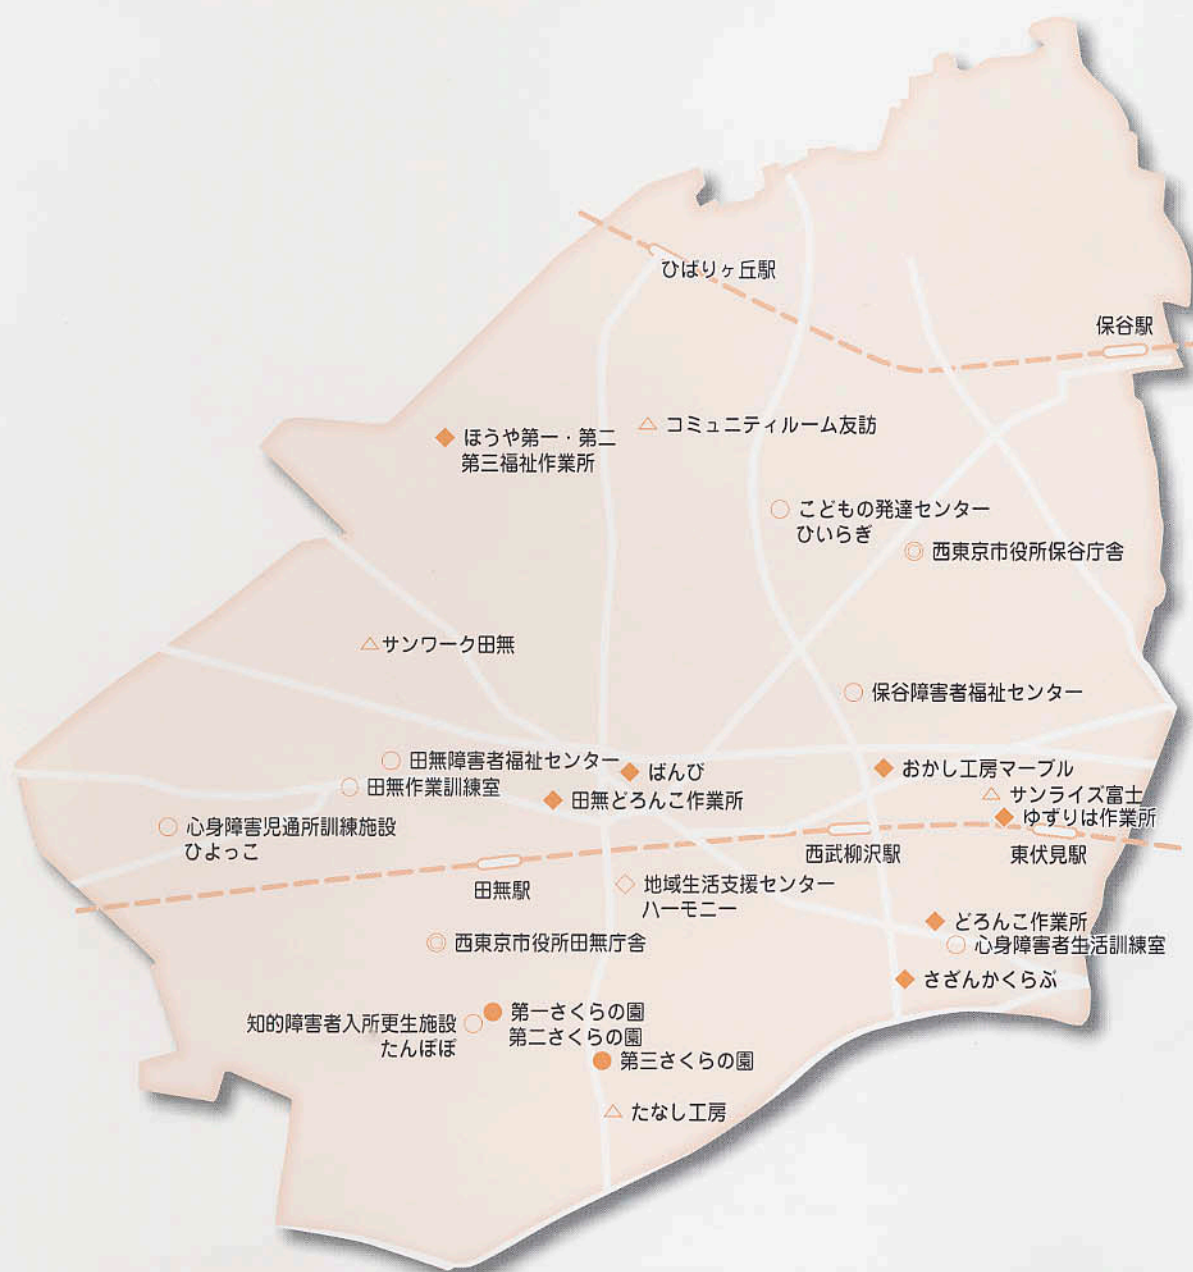 ひばりヶ丘駅
保谷駅
コミュニティルーム友訪
ほうや第一・第二
第三福祉作業所
こどもの発達センター
ひいらぎ
西東京市役所保谷庁舎
サンワーク田無
保谷障害者福祉センター
田無障害者福祉センター
ばんび
おかし工房マーブル
田無作業訓練室
田無どろんこ作業所
サンライズ富士
ゆずりは作業所
心身障害児通所訓練施設
ひよっこ
西武柳沢駅
東伏見駅
田無駅
地域生活支援センター
ハーモニー
どろんこ作業所
西東京市役所田無庁舎
心身障害者生活訓練室
さざんかくらぶ
知的障害者入所更生施設
たんぽぽ
第一さくらの園
第二さくらの園
第三さくらの園
たなし工房